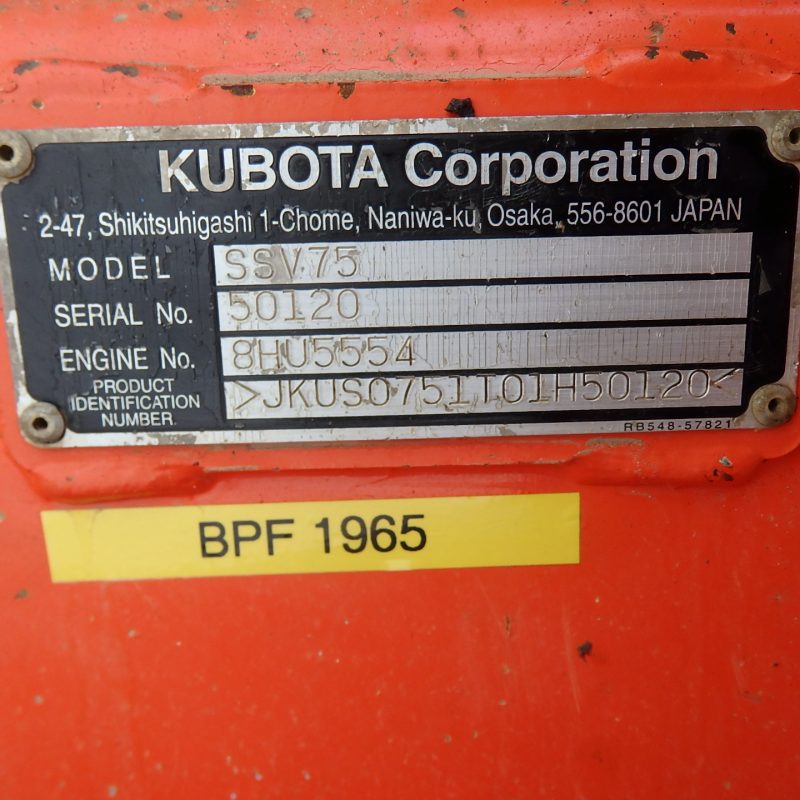 KUBOTA Corporation
2-47, Shikitsuhigashi 1-Chome, Naniwa-ku, Osaka, 556-8601 JAPAN
MODEL SSV75
SERIAL No. 50120
ENGINE No. 8HU5554
PRODUCT IDENTIFICATION NUMBER >JKUS0751T01H50120<
RB548-57821
BPF 1965